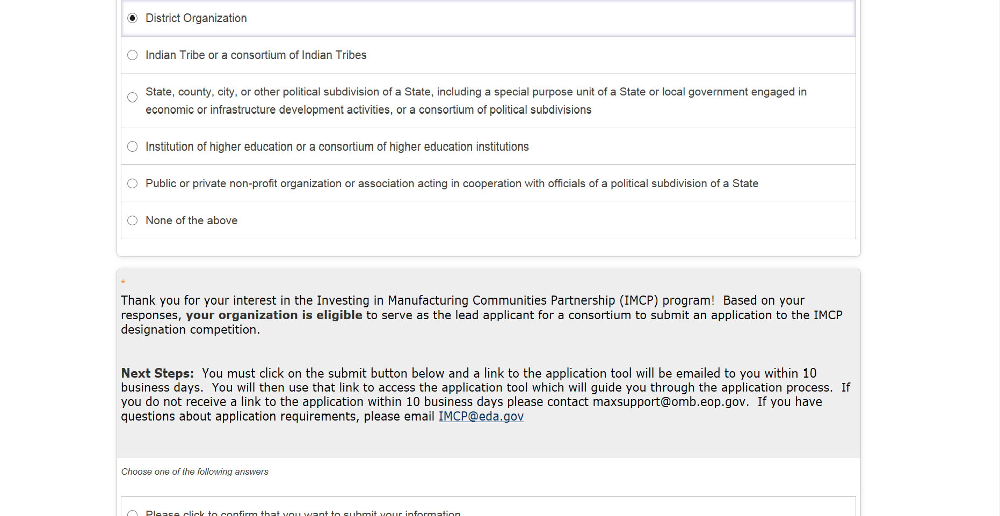 District Organization
Indian Tribe or a consortium of Indian Tribes
State, county, city, or other political subdivision of a State, including a special purpose unit of a State or local government engaged in
economic or infrastructure development activities, or a consortium of political subdivisions
Institution of higher education or a consortium of higher education institutions
Public or private non-profit organization or association acting in cooperation with officials of a political subdivision of a State
None of the above
*
Thank you for your interest in the Investing in Manufacturing Communities Partnership (IMCP) program!  Based on your
responses, your organization is eligible to serve as the lead applicant for a consortium to submit an application to the IMCP
designation competition.
Next Steps:  You must click on the submit button below and a link to the application tool will be emailed to you within 10
business days.  You will then use that link to access the application tool which will guide you through the application process.  If
you do not receive a link to the application within 10 business days please contact maxsupport@omb.eop.gov.  If you have
questions about application requirements, please email IMCP@eda.gov
Choose one of the following answers
Please click to confirm that you want to submit your information